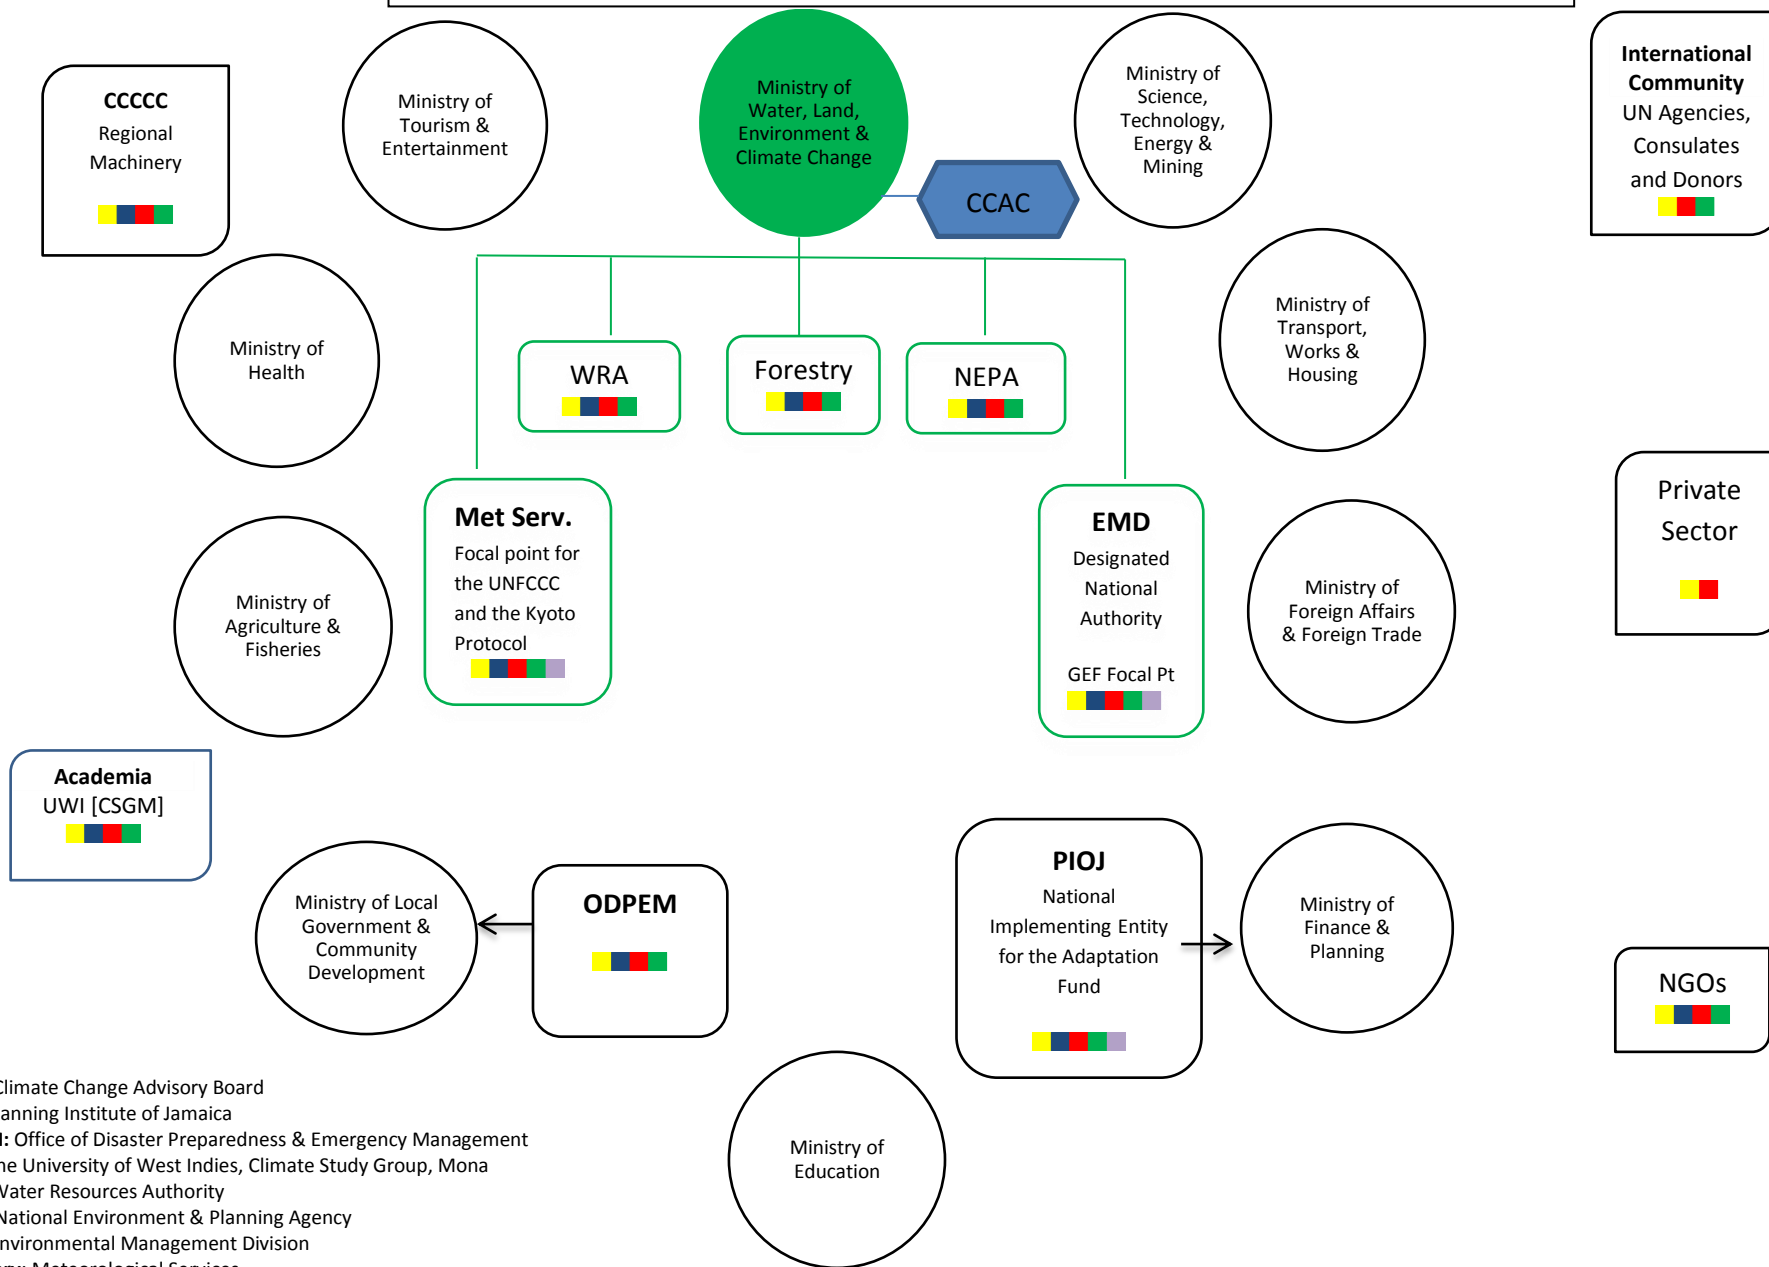 CCCCC
Regional
Machinery
Ministry of
Tourism &
Entertainment
Ministry of
Water, Land,
Environment &
Climate Change
CCAC
Ministry of
Science,
Technology,
Energy &
Mining
International
Community
UN Agencies,
Consulates
and Donors
Ministry of
Health
WRA
Forestry
NEPA
Ministry of
Transport,
Works &
Housing
Met Serv.
Focal point for
the UNFCCC
and the Kyoto
Protocol
EMD
Designated
National
Authority
GEF Focal Pt
Private
Sector
Ministry of
Agriculture &
Fisheries
Ministry of
Foreign Affairs
& Foreign Trade
Academia
UWI [CSGM]
Ministry of Local
Government &
Community
Development
ODPEM
PIOJ
National
Implementing Entity
for the Adaptation
Fund
Ministry of
Finance &
Planning
NGOs
Ministry of
Education
Climate Change Advisory Board
Institute of Jamaica
Office of Disaster Preparedness & Emergency Management
University of West Indies, Climate Study Group, Mona
Water Resources Authority
National Environment & Planning Agency
Management Division
Meteorological Services